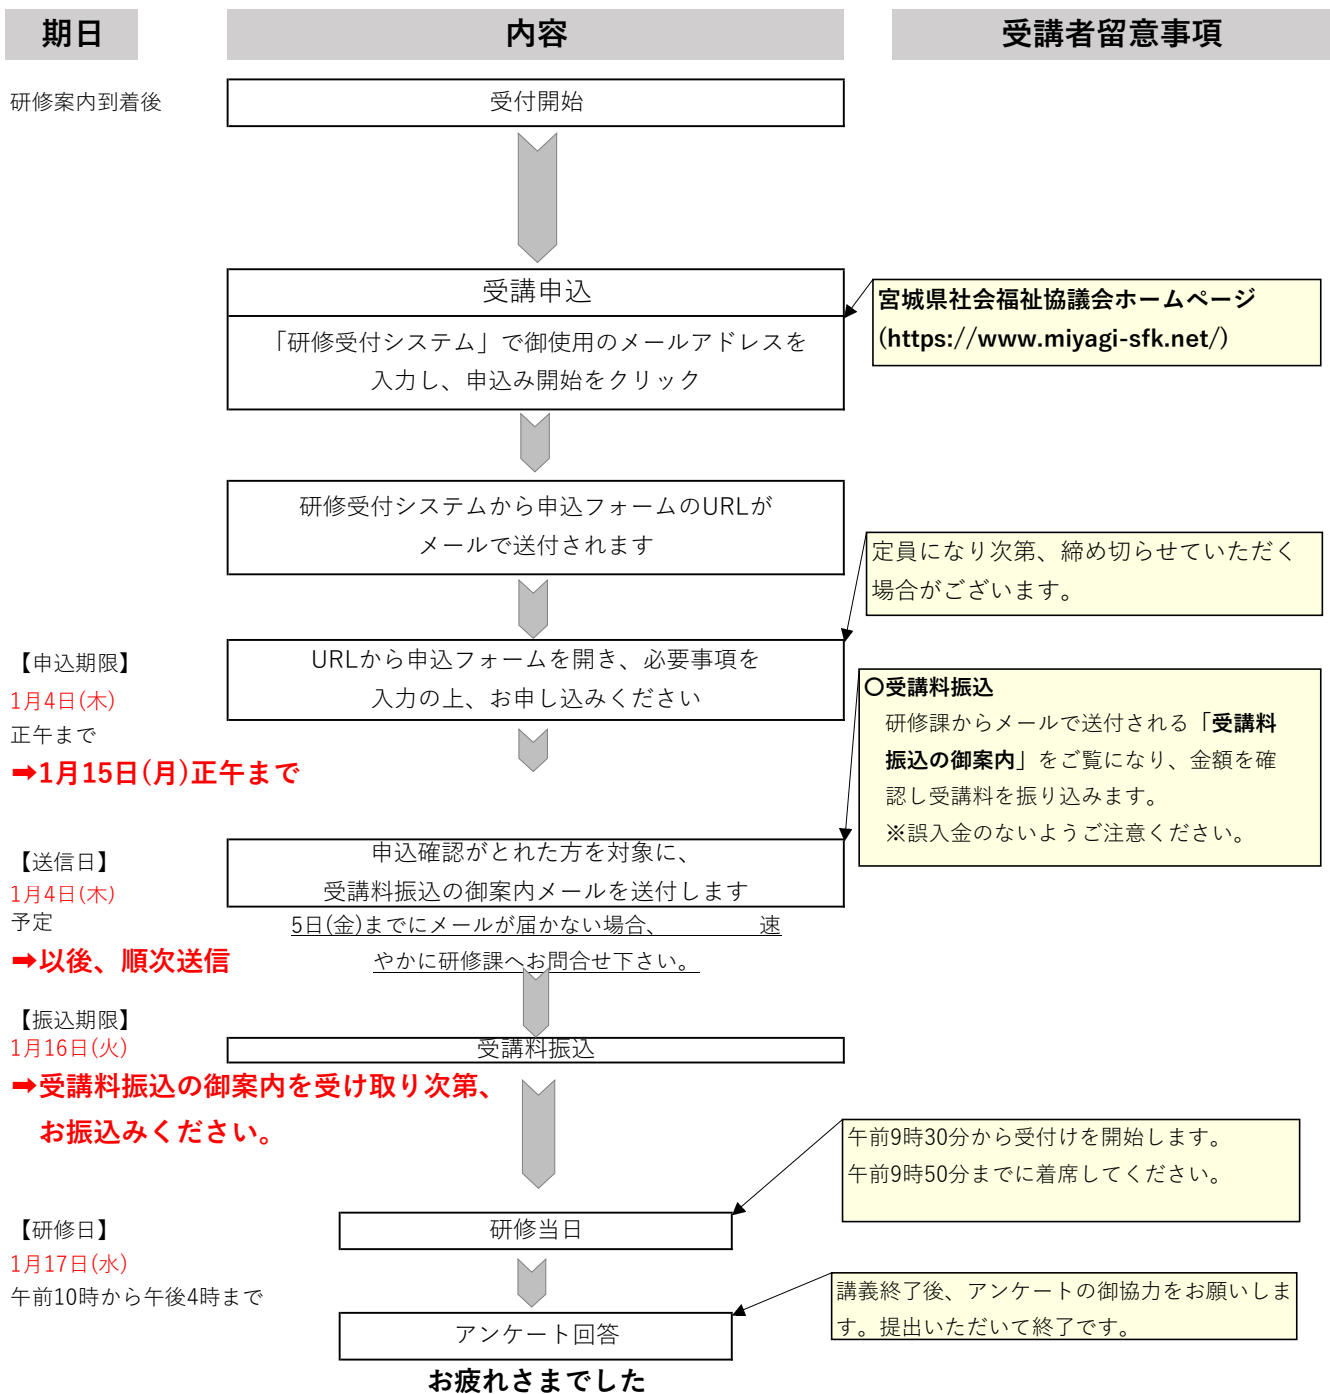 期日
内容
受講者留意事項
研修案内到着後
受付開始
受講申込
「研修受付システム」で御使用のメールアドレスを
入力し、申込み開始をクリック
宮城県社会福祉協議会ホームページ
(https://www.miyagi-sfk.net/)
研修受付システムから申込フォームのURLが
メールで送付されます
定員になり次第、締め切らせていただく
場合がございます。
【申込期限】
1月4日(木)
正午まで
➡1月15日(月)正午まで
URLから申込フォームを開き、必要事項を
入力の上、お申し込みください
〇受講料振込
研修課からメールで送付される「受講料
振込の御案内」をご覧になり、金額を確
認し受講料を振り込みます。
※誤入金のないようご注意ください。
【送信日】
1月4日(木)
予定
➡以後、順次送信
申込確認がとれた方を対象に、
受講料振込の御案内メールを送付します
5日(金)までにメールが届かない場合、 速
やかに研修課へお問合せ下さい。
【振込期限】
1月16日(火)
➡受講料振込の御案内を受け取り次第、
お振込みください。
受講料振込
午前9時30分から受付けを開始します。
午前9時50分までに着席してください。
【研修日】
1月17日(水)
午前10時から午後4時まで
研修当日
講義終了後、アンケートの御協力をお願いしま
す。提出いただいて終了です。
アンケート回答
お疲れさまでした